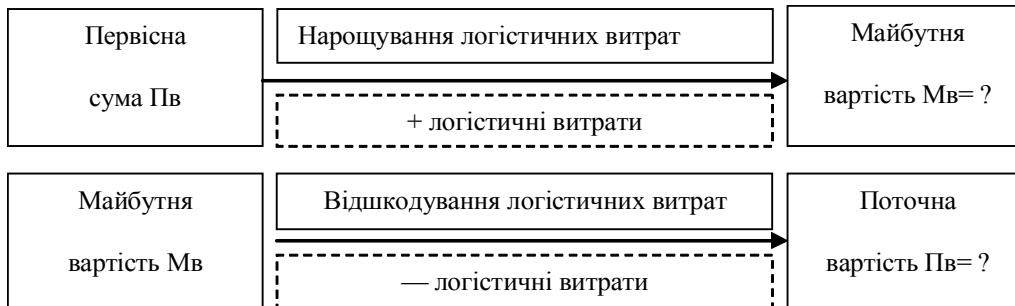 Первісна
сума Пв
Нарощування логістичних витрат
+ логістичні витрати
Майбутня
вартість Мв= ?
Майбутня
вартість Мв
Відшкодування логістичних витрат
— логістичні витрати
Поточна
вартість Пв= ?